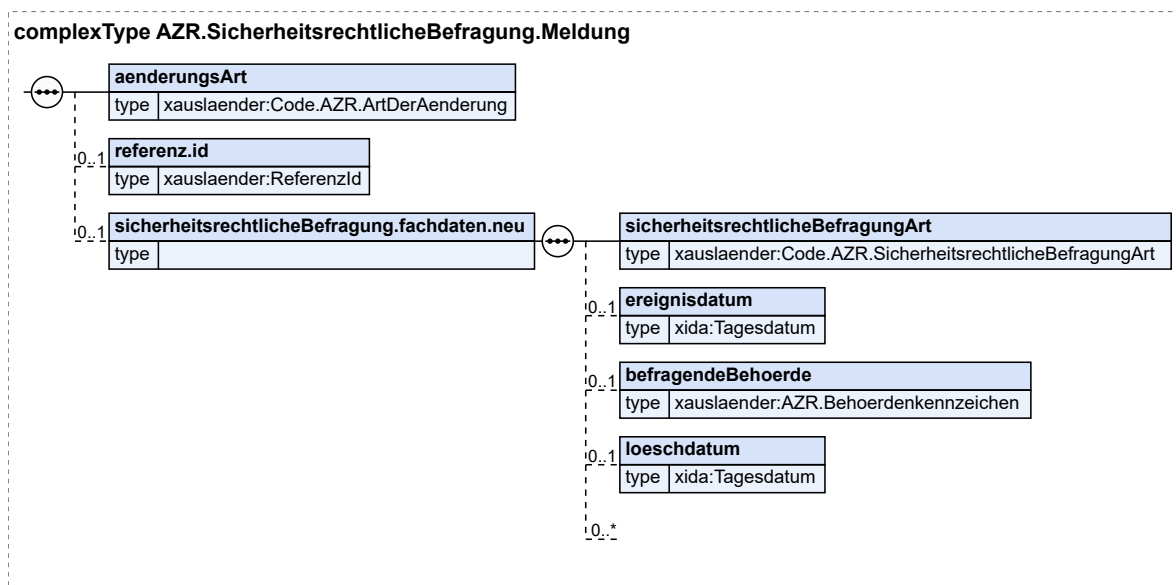 complexType AZR.SicherheitsrechtlicheBefragung.Meldung
aenderungsArt
type xauslaender:Code.AZR.ArtDerAenderung
0..1 referenz.id
type xauslaender:ReferenzId
0..1 sicherheitsrechtlicheBefragung.fachdaten.neu
type
sicherheitsrechtlicheBefragungArt
type xauslaender:Code.AZR.SicherheitsrechtlicheBefragungArt
0..1 ereignisdatum
type xida:Tagesdatum
0..1 befragendeBehoerde
type xauslaender:AZR.Behoerdenkennzeichen
0..1 loeschdatum
type xida:Tagesdatum
0..*